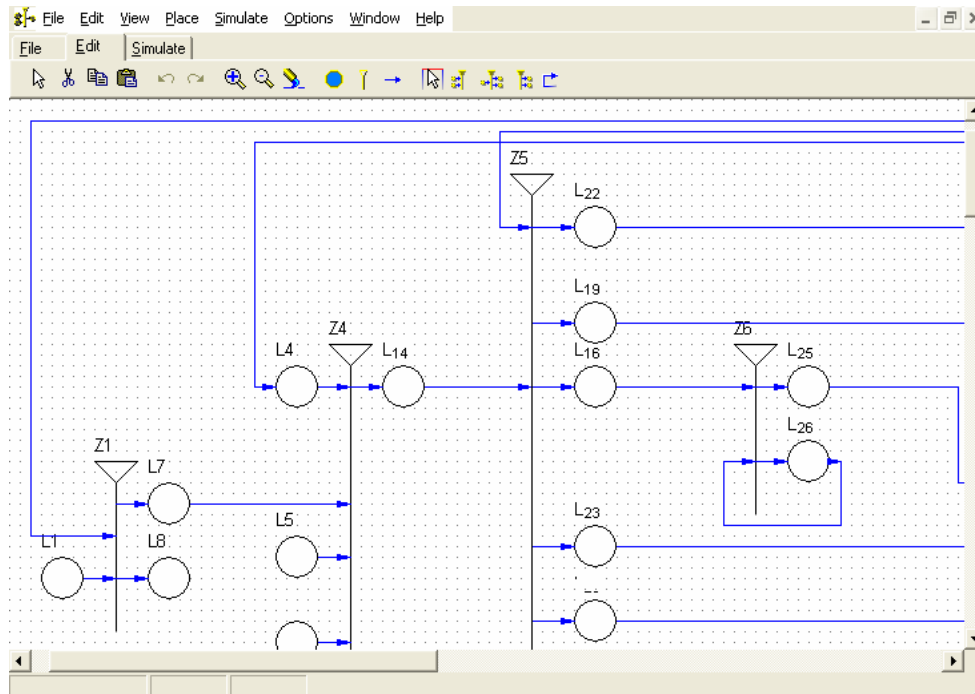 File Edit View Place Simulate Options Window Help
File Edit Simulate
Z5
L22
L19
Z4
Z6
L4
L14
L16
L25
L26
Z1
L7
L23
L5
L1
L8